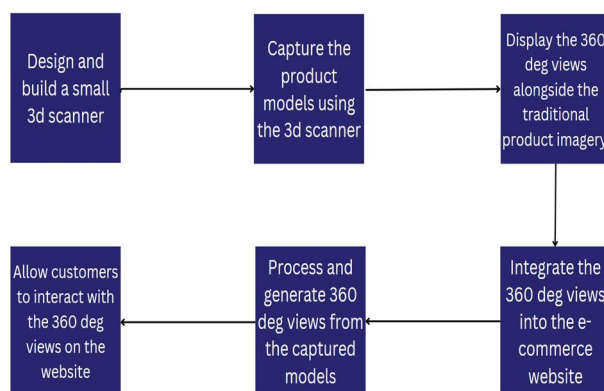 Design and
build a small
3d scanner
Capture the
product
models using
the 3d scanner
Display the 360
deg views
alongside the
traditional
product imagery
Integrate the
360 deg views
into the e-
commerce
website
Process and
generate 360
deg views from
the captured
models
Allow customers
to interact with
the 360 deg
views on the
website